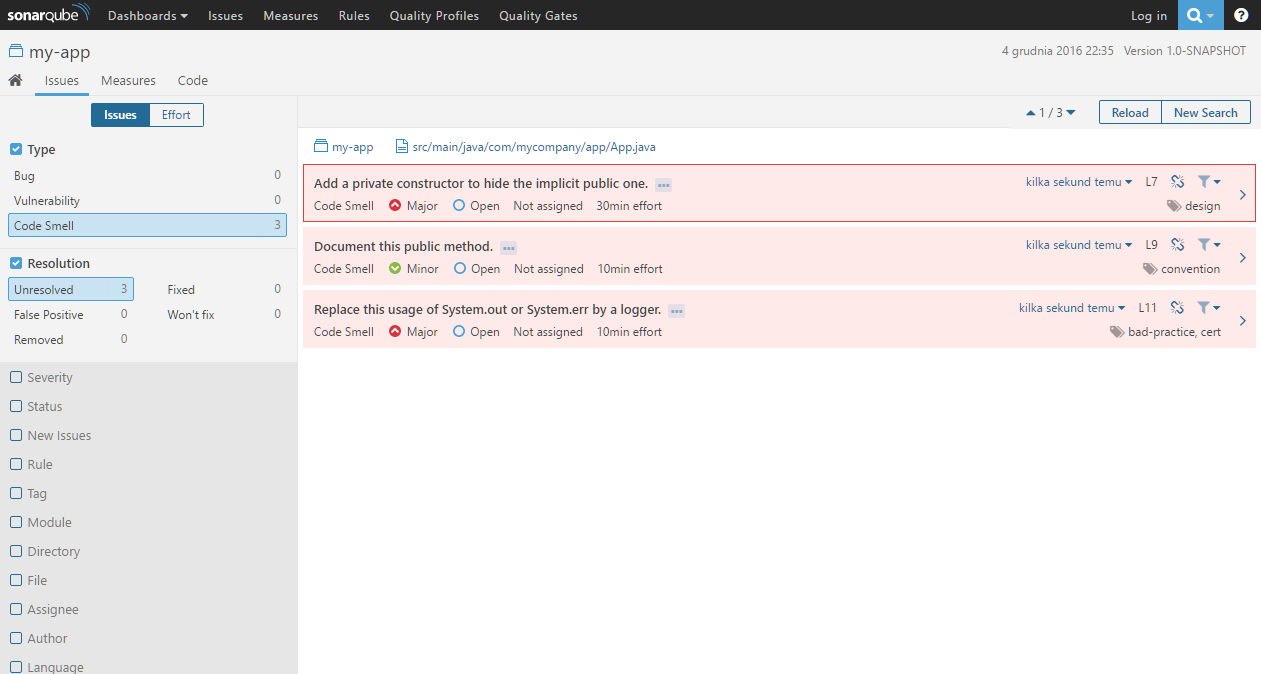 sonarqube Dashboards Issues Measures Rules Quality Profiles Quality Gates Log in ?
my-app 4 grudnia 2016 22:35 Version 1.0-SNAPSHOT
Issues Measures Code
Issues Effort
1 / 3 Reload New Search
Type
Bug 0
Vulnerability 0
Code Smell 3
Resolution
Unresolved 3 Fixed 0
False Positive 0 Won't fix 0
Removed 0
Severity
Status
New Issues
Rule
Tag
Module
Directory
File
Assignee
Author
Language
my-app src/main/java/com/mycompany/app/App.java
Add a private constructor to hide the implicit public one. ... kilka sekund temu L7
Code Smell Major Open Not assigned 30min effort design
Document this public method. ... kilka sekund temu L9
Code Smell Minor Open Not assigned 10min effort convention
Replace this usage of System.out or System.err by a logger. ... kilka sekund temu L11
Code Smell Major Open Not assigned 10min effort bad-practice, cert